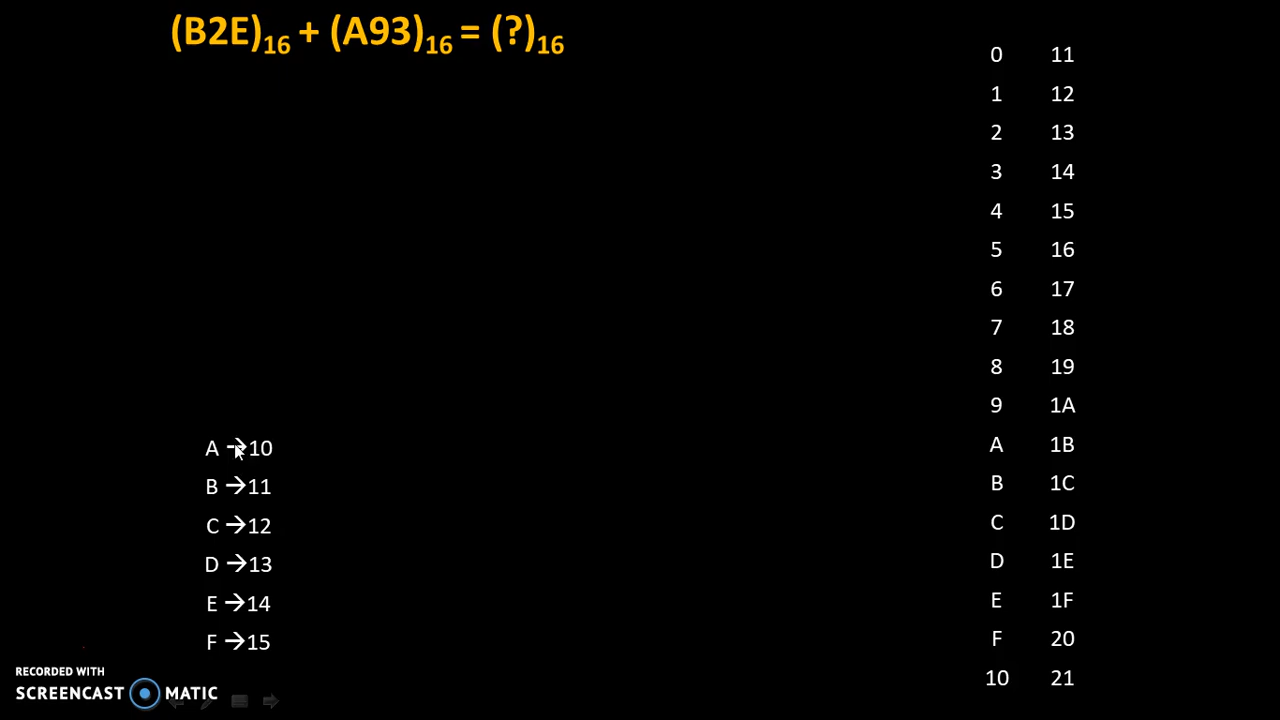 (B2E)₁₆ + (A93)₁₆ = (?)₁₆
0 11
1 12
2 13
3 14
4 15
5 16
6 17
7 18
8 19
9 1A
A 1B
B 1C
C 1D
D 1E
E 1F
F 20
10 21
A →10
B →11
C →12
D →13
E →14
F →15
RECORDED WITH
SCREENCAST MATIC